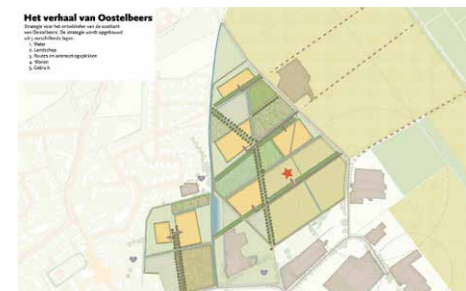 Het verhaal van Oostelbeers
Strategie voor het ontwikkelen van de oostkant
van Oostelbeers. De strategie wordt opgebouwd
uit 5 verschillende lagen:
1. Water
2. Landschap
3. Routes en ontmoetingsplekken
4. Wonen
5. Gebruik